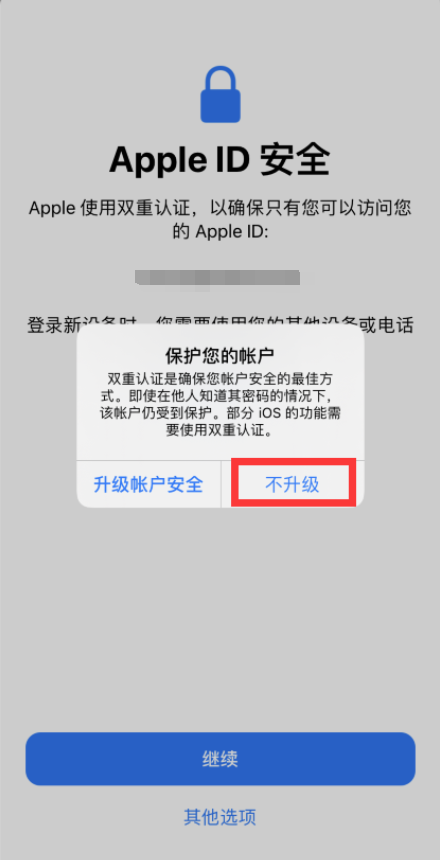 Apple ID 安全
Apple 使用双重认证，以确保只有您可以访问您
的 Apple ID:
登录新设备时，您需要使用您的其他设备或电话
保护您的帐户
双重认证是确保您帐户安全的最佳方
式。即使在他人知道其密码的情况下，
该帐户仍受到保护。部分 iOS 的功能需
要使用双重认证。
升级帐户安全
不升级
继续
其他选项